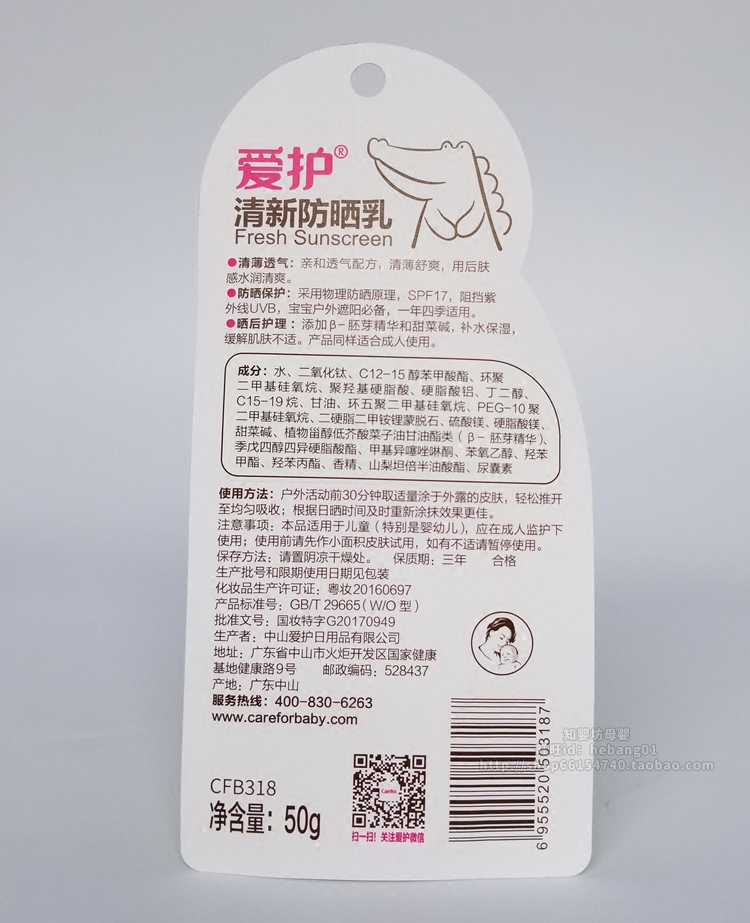 爱护®
清新防晒乳
Fresh Sunscreen
●清薄透气：亲和透气配方，清薄舒爽，用后肤
感水润清爽。
●防晒保护：采用物理防晒原理，SPF17，阻挡紫
外线UVB，宝宝户外遮阳必备，一年四季适用。
●晒后护理：添加β-胚芽精华和甜菜碱，补水保湿，
缓解肌肤不适。产品同样适合成人使用。
成分：水、二氧化钛、C12-15醇苯甲酸酯、环聚
二甲基硅氧烷、聚羟基硬脂酸、硬脂酸铝、丁二醇、
C15-19烷、甘油、环五聚二甲基硅氧烷、PEG-10聚
二甲基硅氧烷、二硬脂二甲铵锂蒙脱石、硫酸镁、硬脂酸镁、
甜菜碱、植物甾醇低芥酸菜子油甘油酯类（β-胚芽精华）、
季戊四醇四异硬脂酸酯、甲基异噻唑啉酮、苯氧乙醇、羟苯
甲酯、羟苯丙酯、香精、山梨坦倍半油酸酯、尿囊素
使用方法：户外活动前30分钟取适量涂于外露的皮肤，轻松推开
至均匀吸收；根据日晒时间及时重新涂抹效果更佳。
注意事项：本品适用于儿童（特别是婴幼儿），应在成人监护下
使用；使用前请先作小面积皮肤试用，如有不适请暂停使用。
保存方法：请置阴凉干燥处。 保质期：三年 合格
生产批号和限期使用日期见包装
化妆品生产许可证：粤妆20160697
产品标准号：GB/T 29665（W/O型）
批准文号：国妆特字G20170949
生产者：中山爱护日用品有限公司
地址：广东省中山市火炬开发区国家健康
基地健康路9号 邮政编码：528437
产地：广东中山
服务热线：400-830-6263
www.careforbaby.com
CFB318
净含量：50g
Carefor
扫一扫！关注爱护微信
6 955520 503187
知婴坊母婴
旺id: hebang01
http://shop66154740.taobao.com